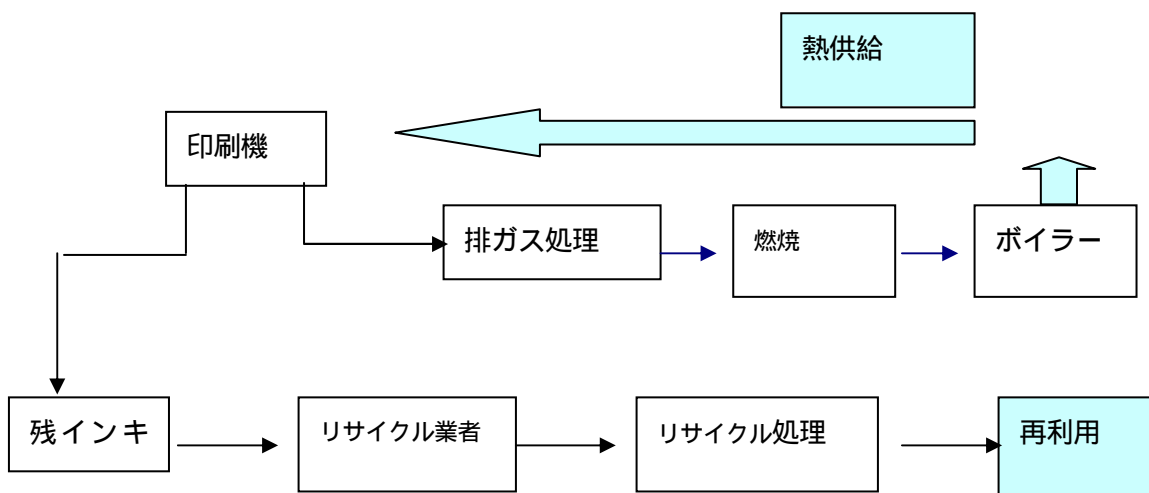 熱供給
印刷機
排ガス処理
燃焼
ボイラー
残インキ
リサイクル業者
リサイクル処理
再利用